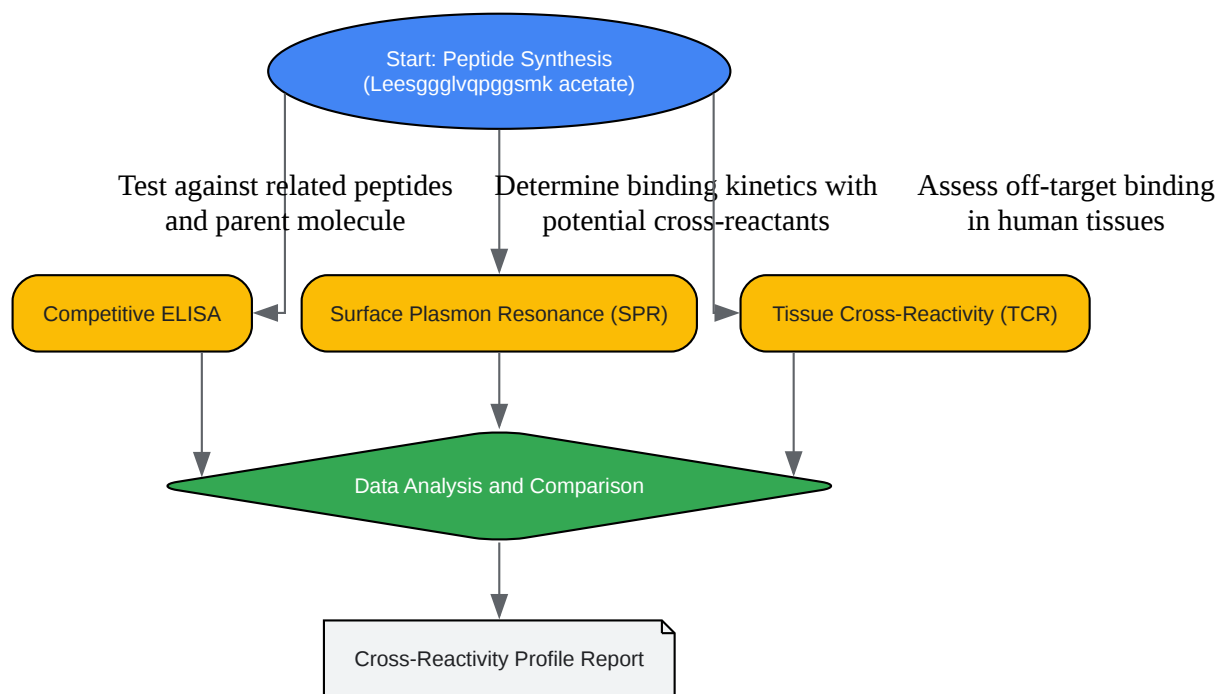 Start: Peptide Synthesis
(Leesggglvqpggsmk acetate)
Test against related peptides
and parent molecule
Determine binding kinetics with
potential cross-reactants
Assess off-target binding
in human tissues
Competitive ELISA
Surface Plasmon Resonance (SPR)
Tissue Cross-Reactivity (TCR)
Data Analysis and Comparison
Cross-Reactivity Profile Report